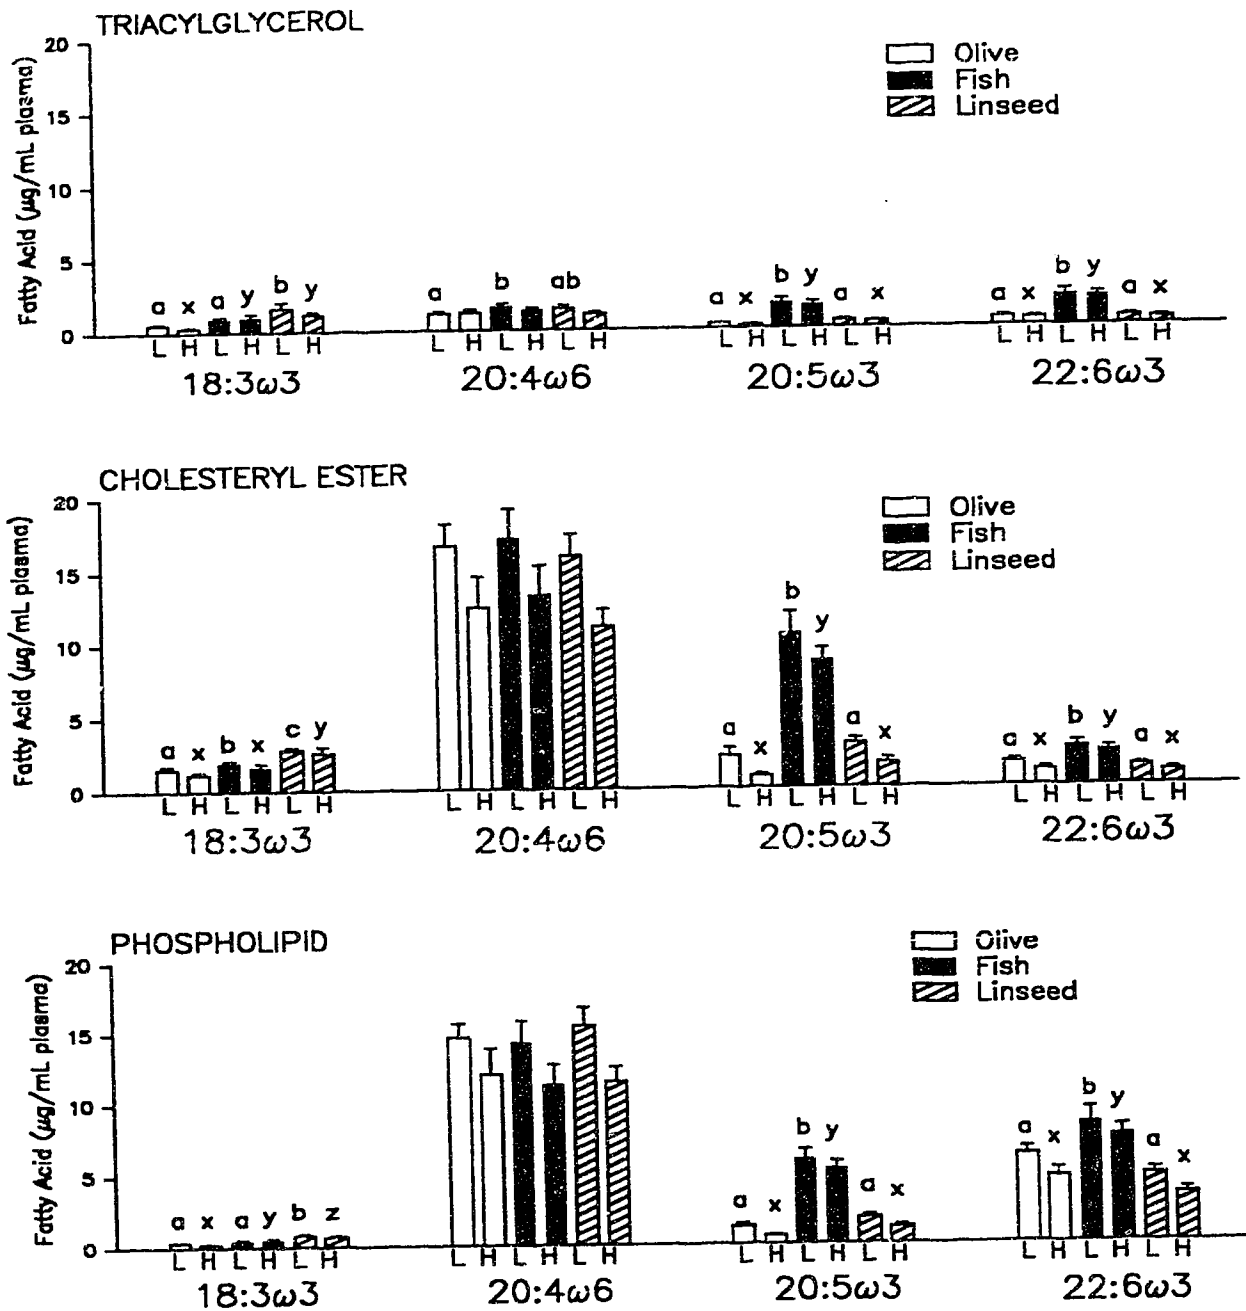 TRIACYLGLYCEROL
Fatty Acid (µg/mL plasma)
20
15
10
5
0
Olive
Fish
Linseed
a x a y b y
a b ab
a x b y a x
a x b y a x
L H L H L H
L H L H L H
L H L H L H
L H L H L H
18:3ω3
20:4ω6
20:5ω3
22:6ω3
CHOLESTERYL ESTER
Fatty Acid (µg/mL plasma)
20
15
10
5
0
Olive
Fish
Linseed
a x b x c y
a x b y a x
a x b y a x
L H L H L H
L H L H L H
L H L H L H
L H L H L H
18:3ω3
20:4ω6
20:5ω3
22:6ω3
PHOSPHOLIPID
Fatty Acid (µg/mL plasma)
20
15
10
5
0
Olive
Fish
Linseed
a x a y b z
a x b y a x
a x b y a x
L H L H L H
L H L H L H
L H L H L H
L H L H L H
18:3ω3
20:4ω6
20:5ω3
22:6ω3